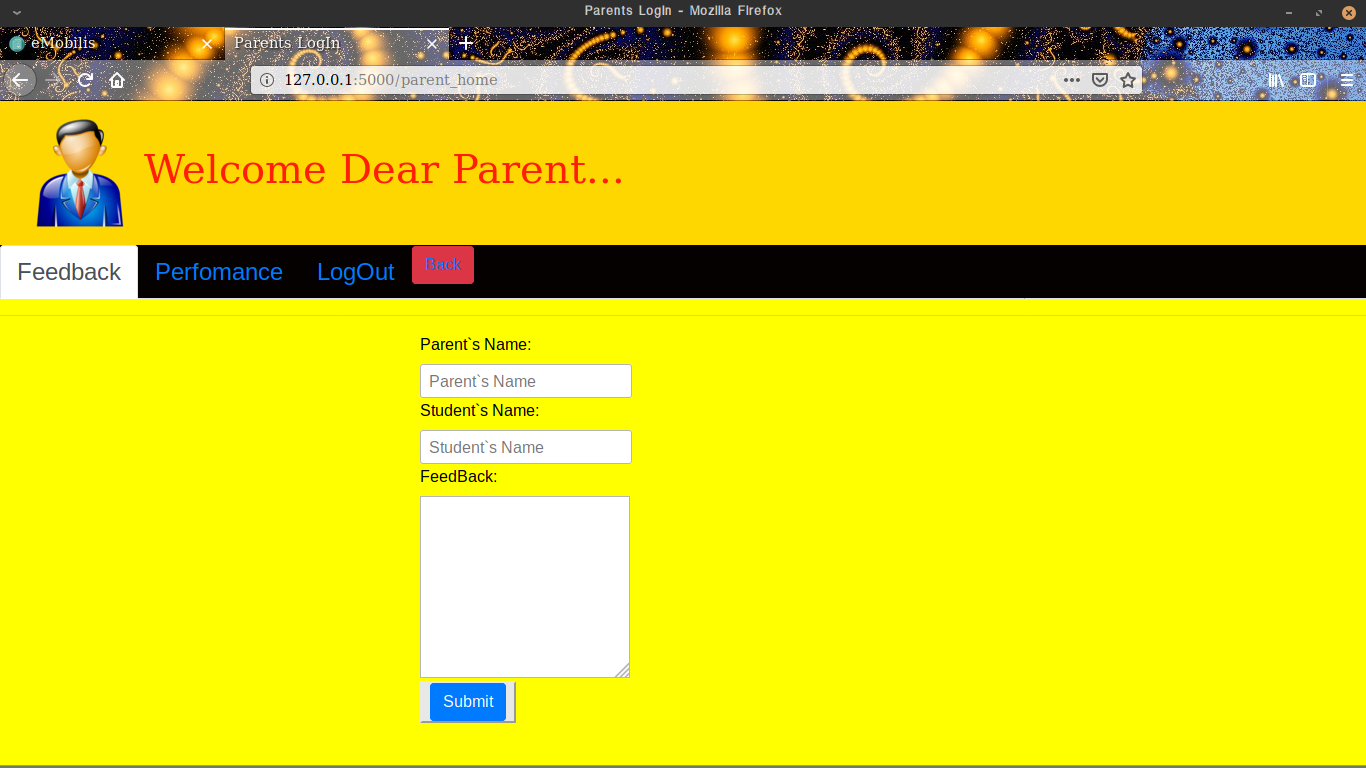 Parents LogIn - Mozilla Firefox
eMobilis
Parents LogIn
127.0.0.1:5000/parent_home
Welcome Dear Parent...
Feedback Perfomance LogOut Back
Parent`s Name:
Parent`s Name
Student`s Name:
Student`s Name
FeedBack:
Submit